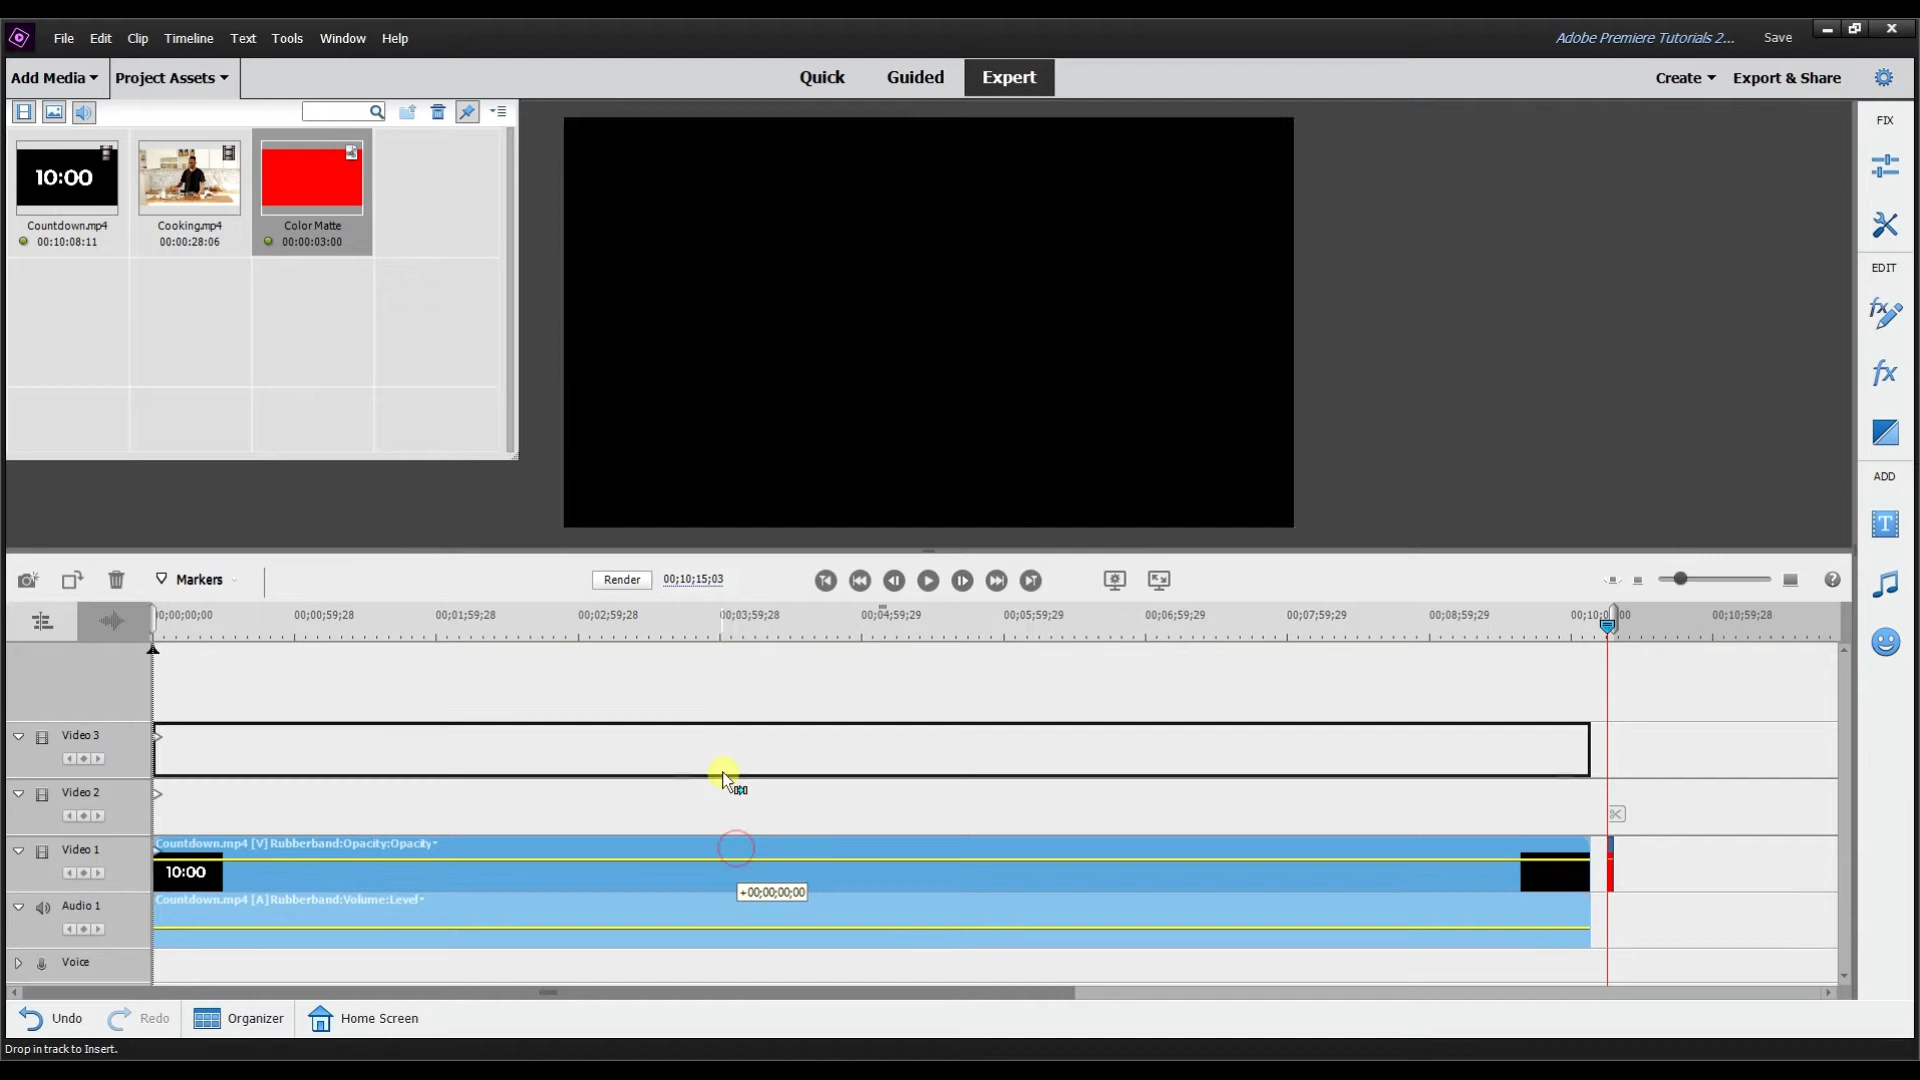 File Edit Clip Timeline Text Tools Window Help
Adobe Premiere Tutorials 2... Save
Add Media Project Assets
Quick Guided Expert
Create Export & Share
FIX
10:00
Countdown.mp4 Cooking.mp4 Color Matte
00:10:08:11 00:00:28:06 00:00:03:00
EDIT
fx
fx
ADD
T
Markers
Render 00;10;15;03
00;00;00;00 00;00;59;28 00;01;59;28 00;02;59;28 00;03;59;28 00;04;59;28 00;05;59;28 00;06;59;28 00;07;59;28 00;08;59;29 00;10;59;28
Video 3
Video 2
Video 1
Countdown.mp4 [V] Rubberband:Opacity:Opacity
10:00
+00;00;00;00
Audio 1
Countdown.mp4 [A] Rubberband:Volume:Level
Voice
Undo Redo Organizer Home Screen
Drop in track to Insert.